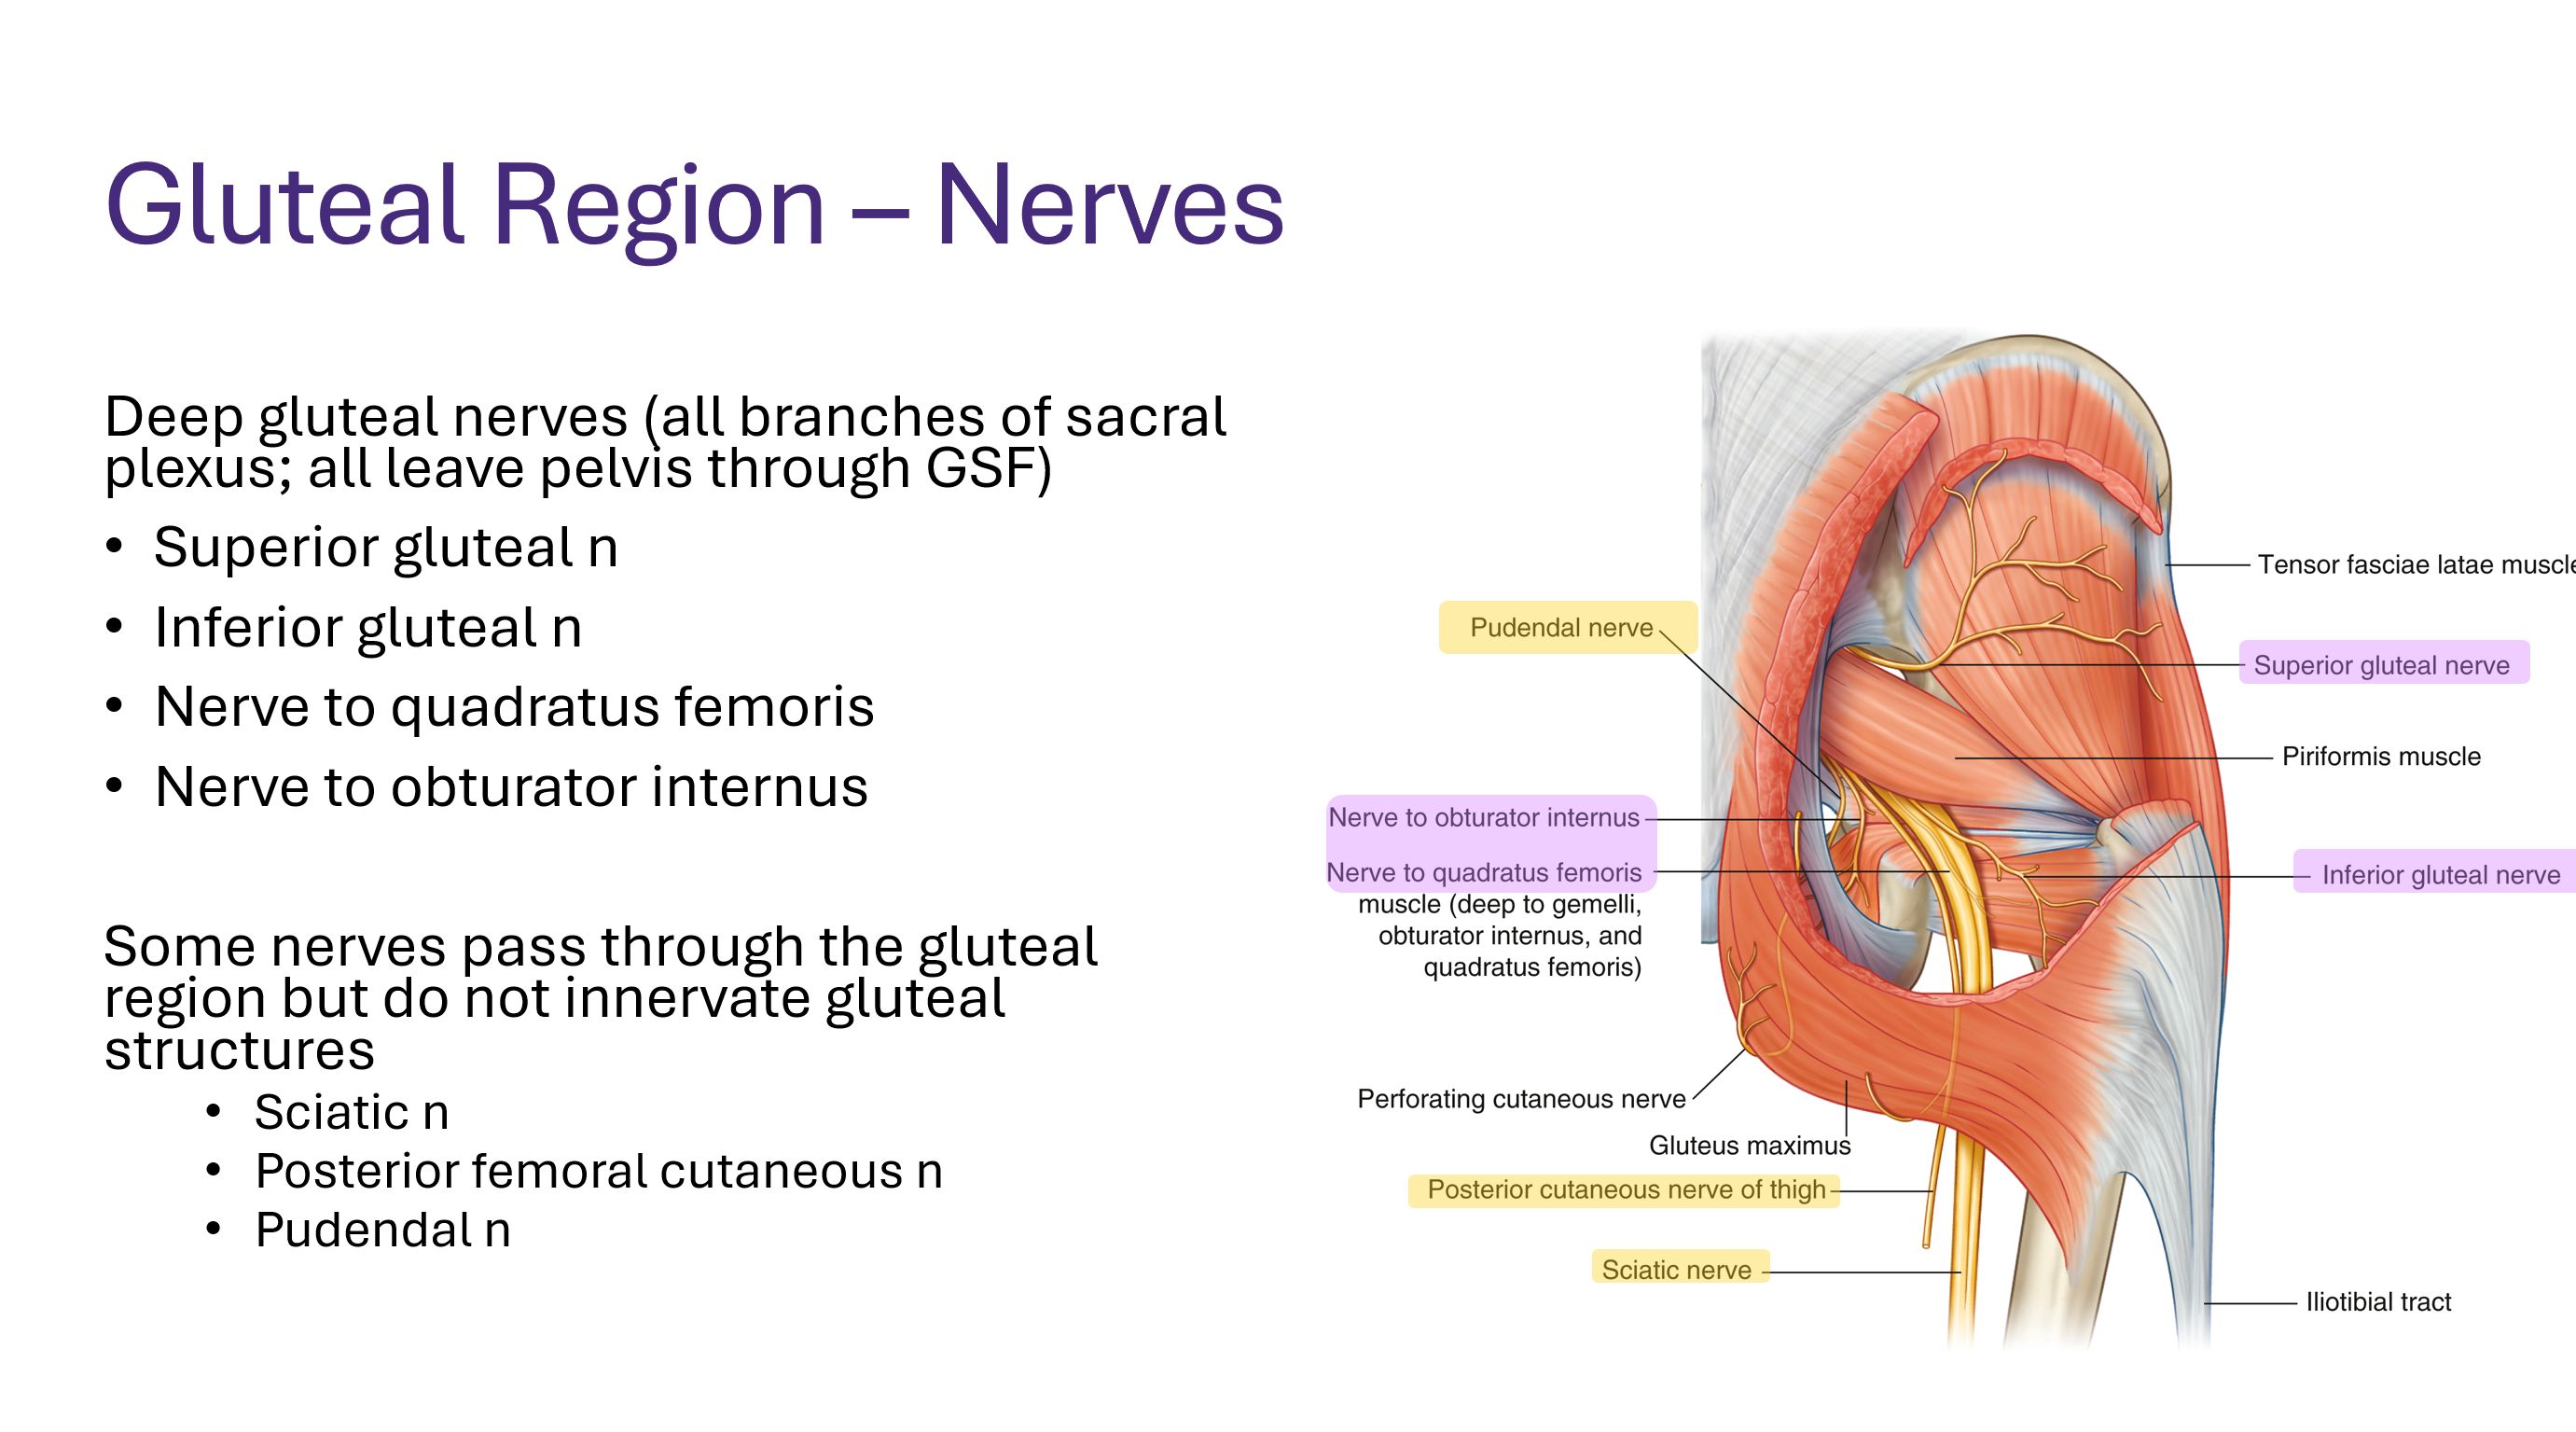 Gluteal Region – Nerves
Deep gluteal nerves (all branches of sacral
plexus; all leave pelvis through GSF)
• Superior gluteal n
• Inferior gluteal n
• Nerve to quadratus femoris
• Nerve to obturator internus
Some nerves pass through the gluteal
region but do not innervate gluteal
structures
• Sciatic n
• Posterior femoral cutaneous n
• Pudendal n
Tensor fasciae latae muscle
Pudendal nerve
Superior gluteal nerve
Piriformis muscle
Nerve to obturator internus
Nerve to quadratus femoris
muscle (deep to gemelli,
obturator internus, and
quadratus femoris)
Inferior gluteal nerve
Perforating cutaneous nerve
Gluteus maximus
Posterior cutaneous nerve of thigh
Sciatic nerve
Iliotibial tract